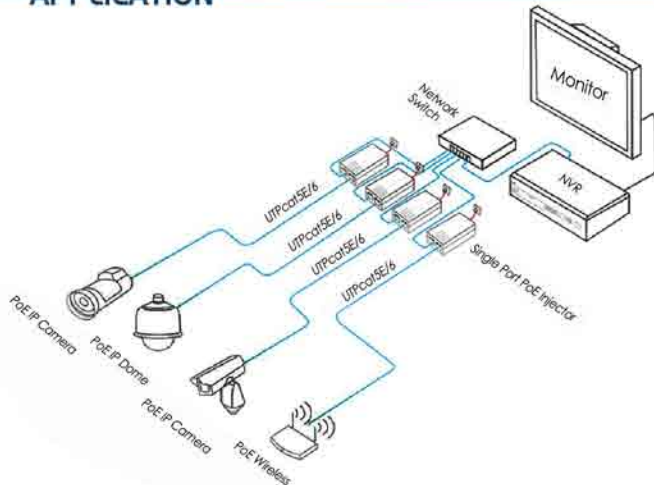 APPLICATION
Monitor
Network
Switch
NVR
UTPcat5E/6
UTPcat5E/6
UTPcat5E/6
UTPcat5E/6
Single Port PoE Injector
PoE IP Camera
PoE IP Dome
PoE IP Camera
PoE Wireless